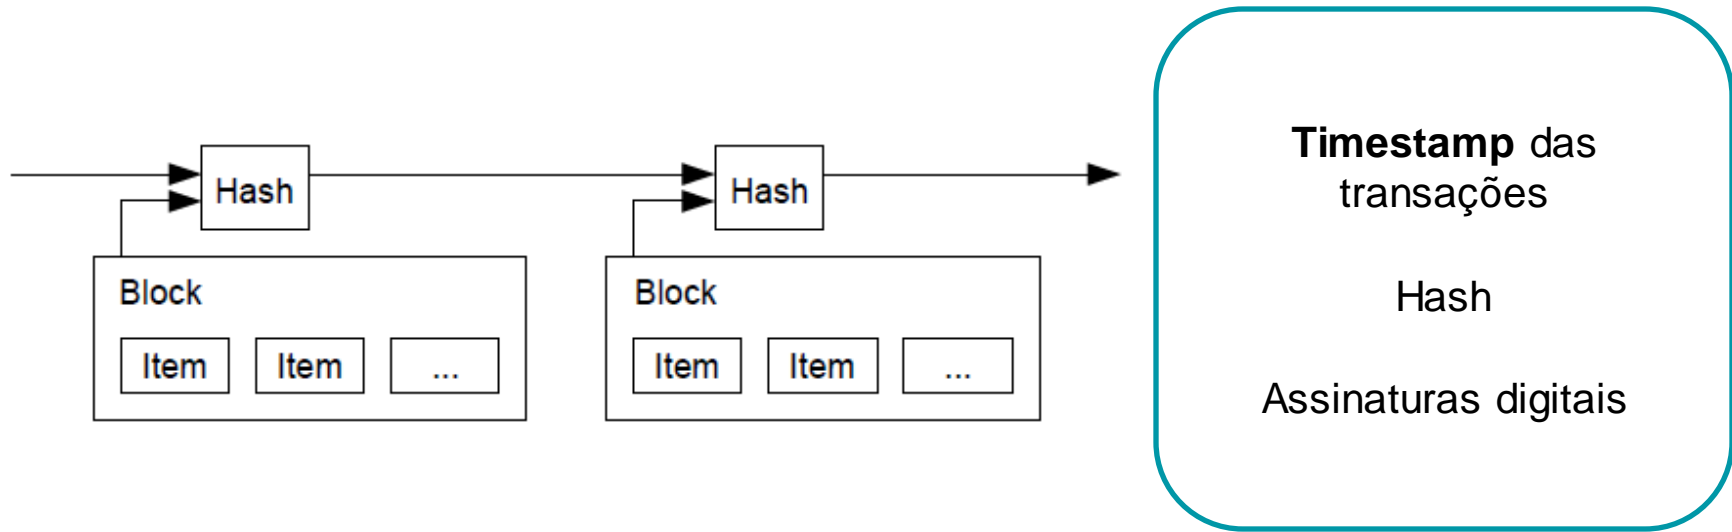 Hash
Hash
Block
Item Item ...
Block
Item Item ...
Timestamp das
transações
Hash
Assinaturas digitais